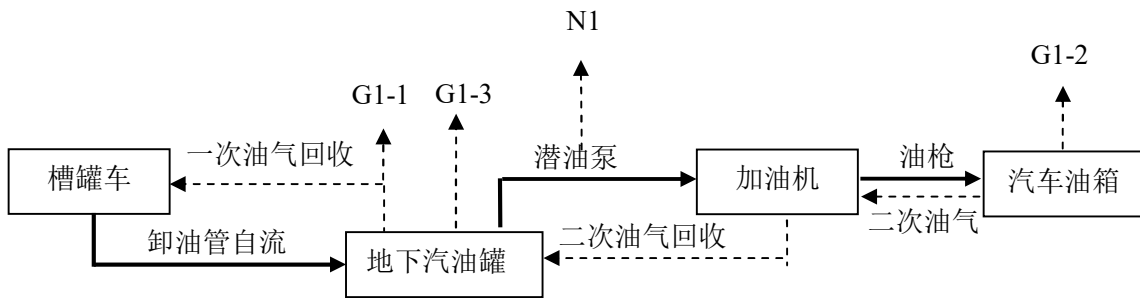 N1
G1-2
G1-1
G1-3
一次油气回收
潜油泵
油枪
槽罐车
加油机
汽车油箱
二次油气
卸油管自流
地下汽油罐
二次油气回收